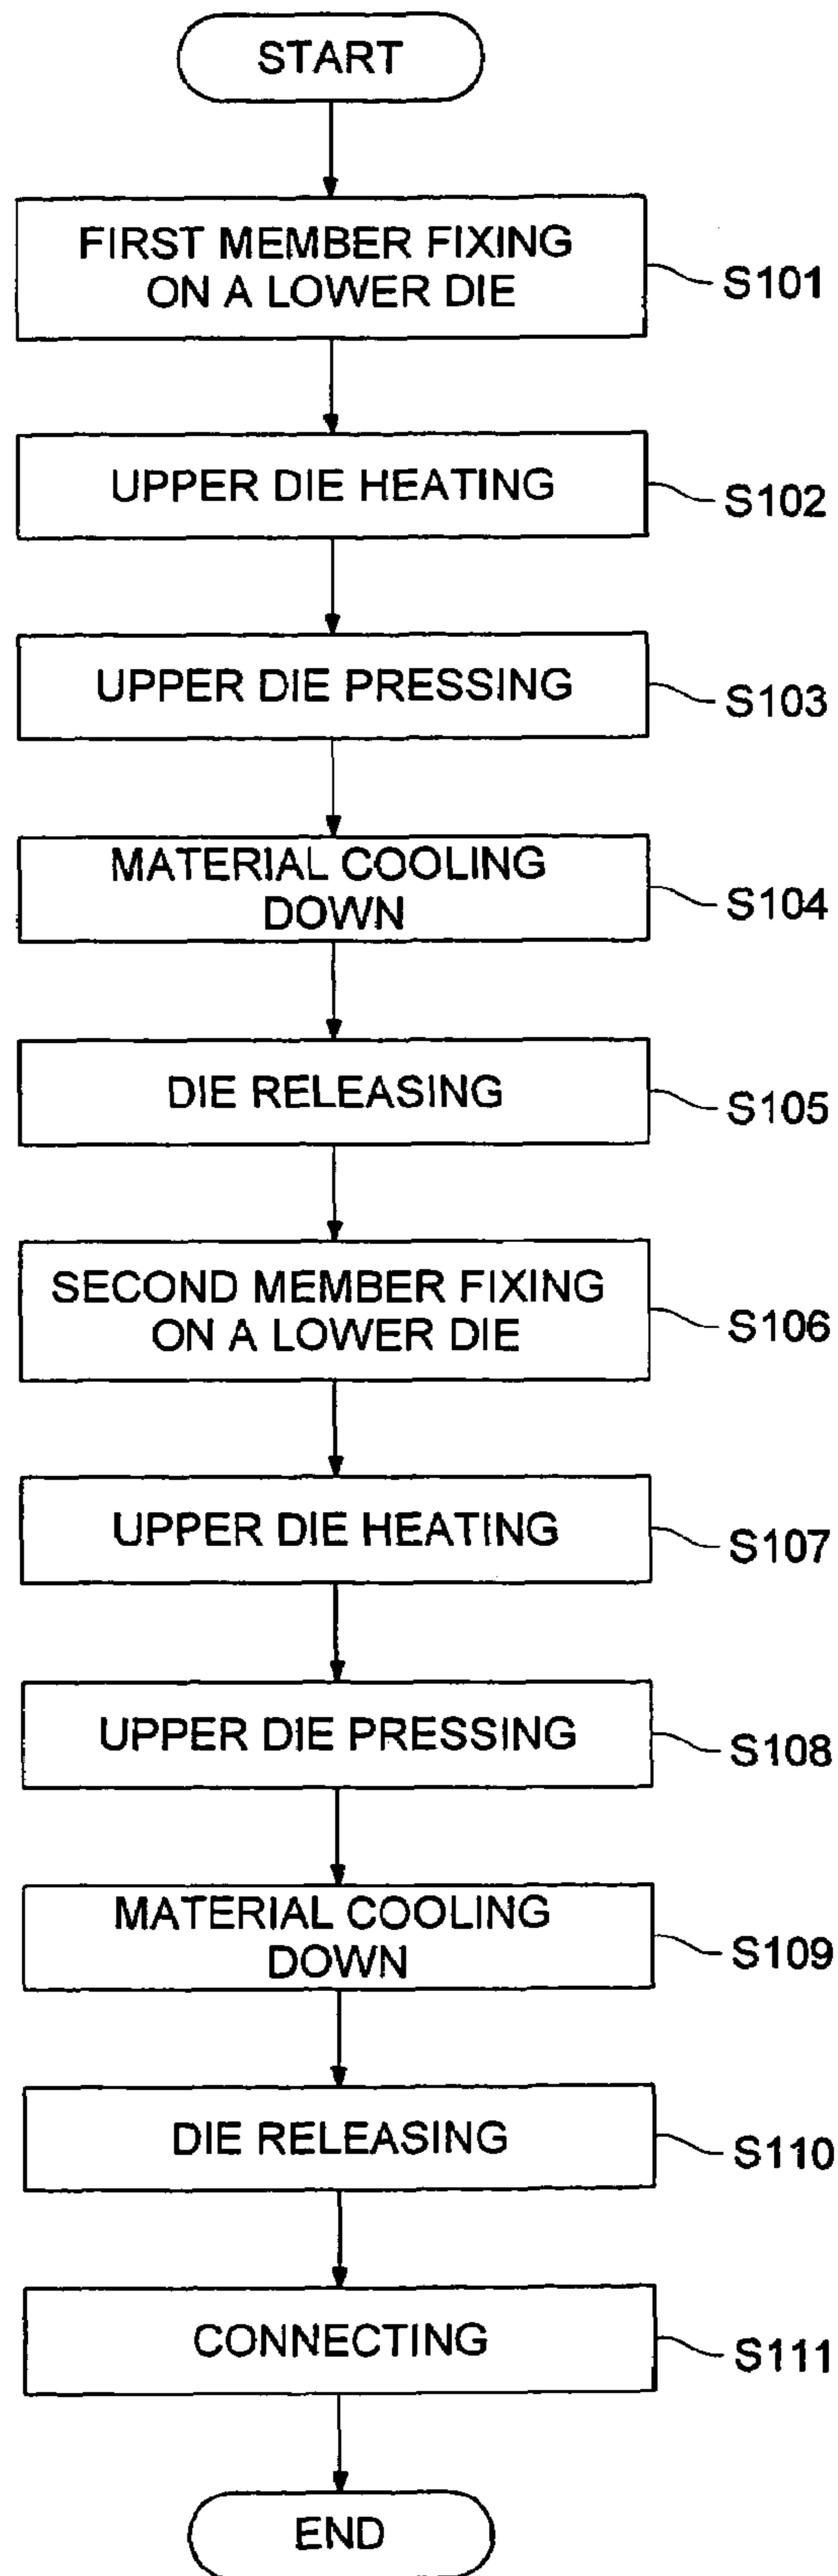 START
FIRST MEMBER FIXING
ON A LOWER DIE
S101
UPPER DIE HEATING
S102
UPPER DIE PRESSING
S103
MATERIAL COOLING
DOWN
S104
DIE RELEASING
S105
SECOND MEMBER FIXING
ON A LOWER DIE
S106
UPPER DIE HEATING
S107
UPPER DIE PRESSING
S108
MATERIAL COOLING
DOWN
S109
DIE RELEASING
S110
CONNECTING
S111
END